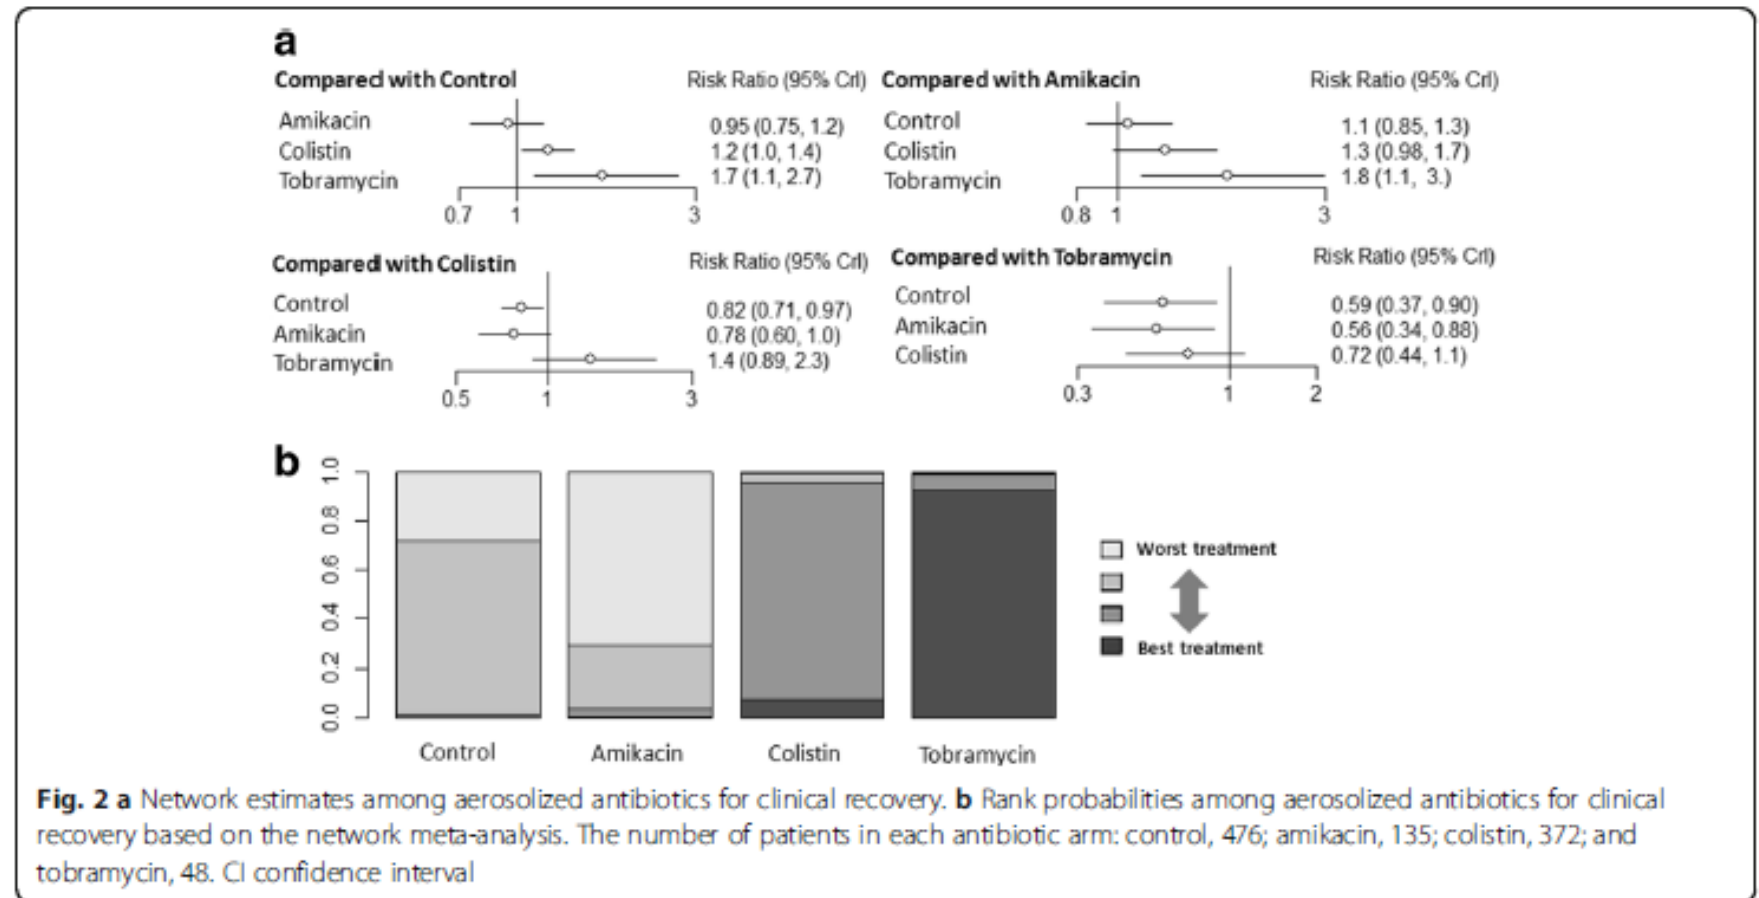 a
Compared with Control Risk Ratio (95% CrI)
Amikacin 0.95 (0.75, 1.2)
Colistin 1.2 (1.0, 1.4)
Tobramycin 1.7 (1.1, 2.7)
0.7 1 3
Compared with Amikacin Risk Ratio (95% CrI)
Control 1.1 (0.85, 1.3)
Colistin 1.3 (0.98, 1.7)
Tobramycin 1.8 (1.1, 3.)
0.8 1 3
Compared with Colistin Risk Ratio (95% CrI)
Control 0.82 (0.71, 0.97)
Amikacin 0.78 (0.60, 1.0)
Tobramycin 1.4 (0.89, 2.3)
0.5 1 3
Compared with Tobramycin Risk Ratio (95% CrI)
Control 0.59 (0.37, 0.90)
Amikacin 0.56 (0.34, 0.88)
Colistin 0.72 (0.44, 1.1)
0.3 1 2
b
1.0
0.8
0.6
0.4
0.2
0.0
Control Amikacin Colistin Tobramycin
Worst treatment
Best treatment
Fig. 2 a Network estimates among aerosolized antibiotics for clinical recovery. b Rank probabilities among aerosolized antibiotics for clinical
recovery based on the network meta-analysis. The number of patients in each antibiotic arm: control, 476; amikacin, 135; colistin, 372; and
tobramycin, 48. CI confidence interval